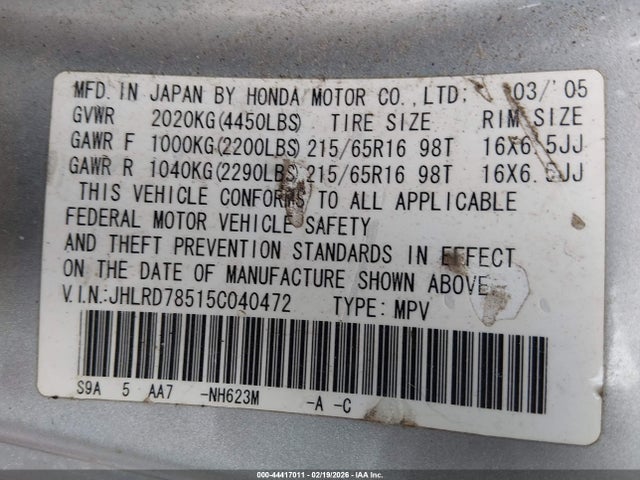 MFD. IN JAPAN BY HONDA MOTOR CO., LTD; 03/ 05
GVWR 2020KG(4450LBS) TIRE SIZE RIM SIZE
GAWR F 1000KG(2200LBS) 215/65R16 98T 16X6.5JJ
GAWR R 1040KG(2290LBS) 215/65R16 98T 16X6.5JJ
THIS VEHICLE CONFORMS TO ALL APPLICABLE
FEDERAL MOTOR VEHICLE SAFETY
AND THEFT PREVENTION STANDARDS IN EFFECT
ON THE DATE OF MANUFACTURE SHOWN ABOVE.
V.I.N.:JHLRD78515C040472 TYPE: MPV
S9A 5 AA7 -NH623M -A -C
000-44417011 - 02/19/2026 - IAA Inc.